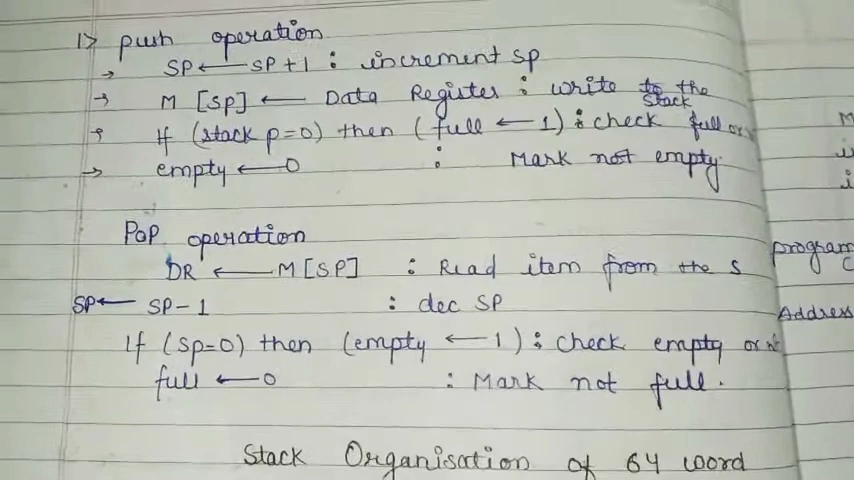 1> push operation
→ SP ← SP+1 : increment SP
→ M [SP] ← Data Register : write to the stack
→ If (stack p=0) then (full ← 1) : check full or
→ empty ← 0 : Mark not empty.
POP operation
DR ← M[SP] : Read item from the S
SP ← SP-1 : dec SP
If (SP=0) then (empty ← 1) : check empty or
full ← 0 : Mark not full.
Stack Organisation of 64 word
program
Address